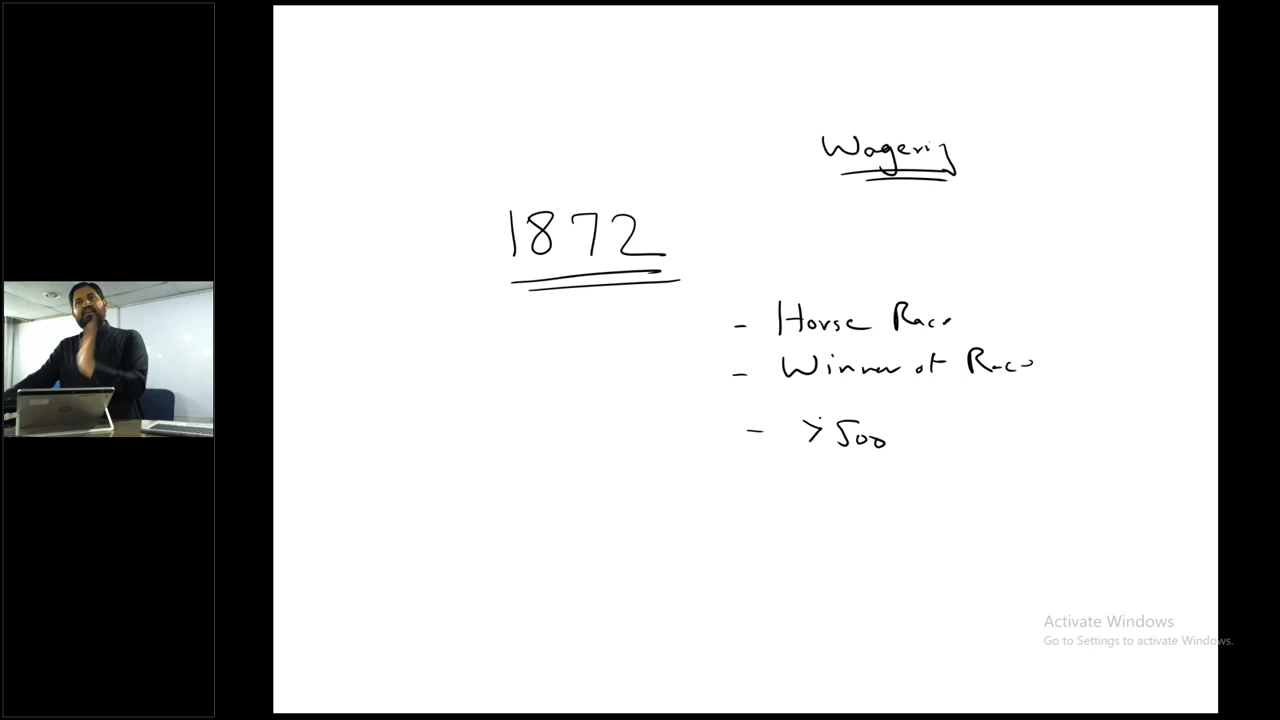 Wagering
1872
- Horse Race
- Winner of Race
- > 500
Activate Windows
Go to Settings to activate Windows.